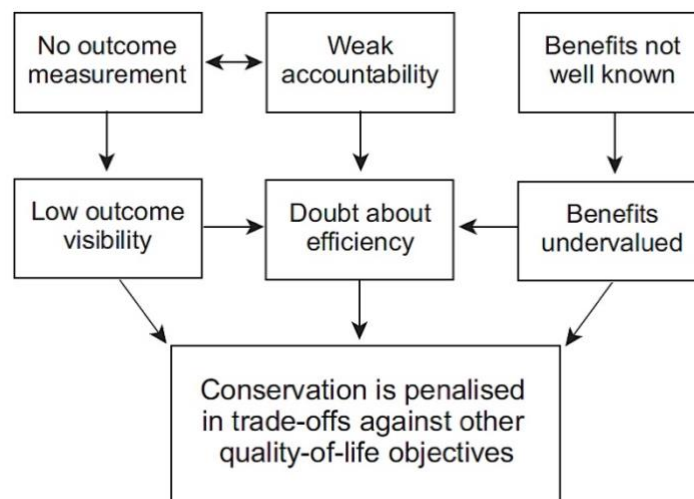 No outcome
measurement
Weak
accountability
Benefits not
well known
Low outcome
visibility
Doubt about
efficiency
Benefits
undervalued
Conservation is penalised
in trade-offs against other
quality-of-life objectives